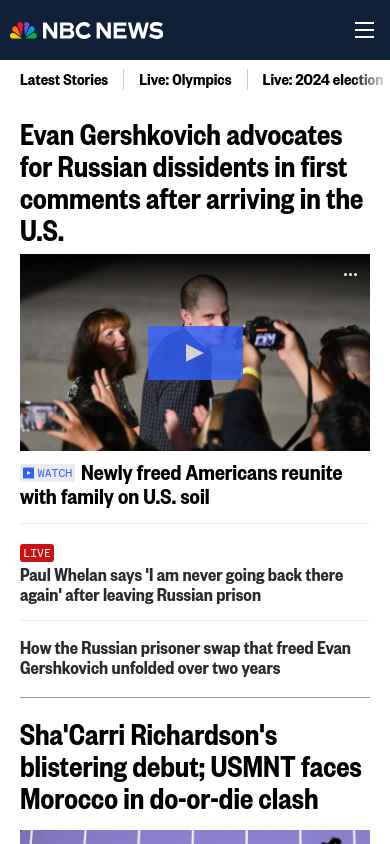 NBC NEWS
Latest Stories
Live: Olympics
Live: 2024 election
Evan Gershkovich advocates
for Russian dissidents in first
comments after arriving in the
U.S.
WATCH Newly freed Americans reunite
with family on U.S. soil
LIVE
Paul Whelan says 'I am never going back there
again' after leaving Russian prison
How the Russian prisoner swap that freed Evan
Gershkovich unfolded over two years
Sha'Carri Richardson's
blistering debut; USMNT faces
Morocco in do-or-die clash